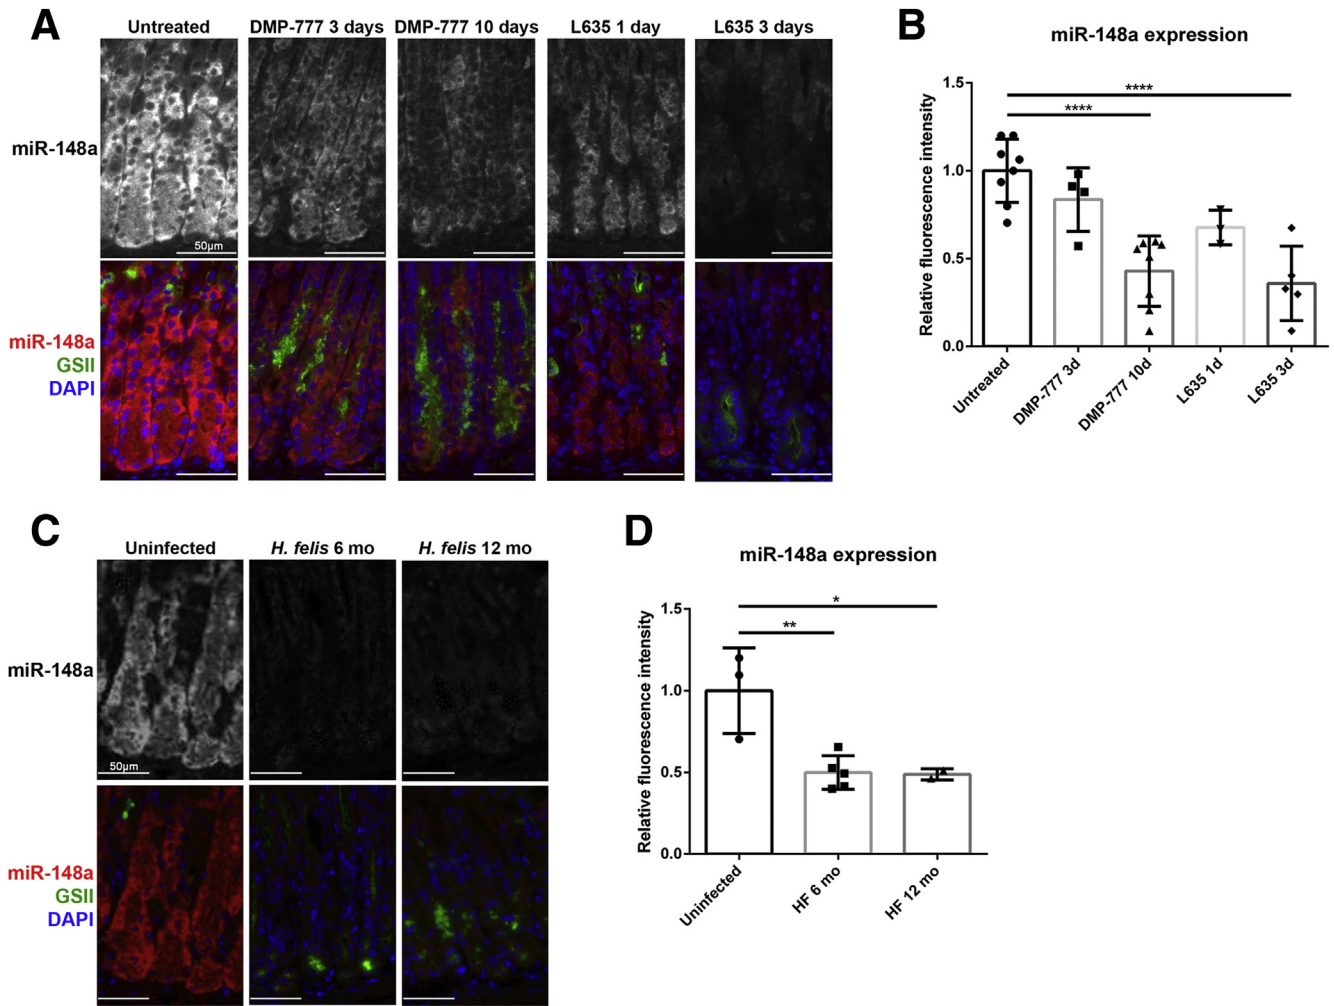 A
Untreated
DMP-777 3 days
DMP-777 10 days
L635 1 day
L635 3 days
miR-148a
50μm
miR-148a
GSII
DAPI
B
miR-148a expression
Relative fluorescence intensity
1.5
1.0
0.5
0.0
****
****
Untreated
DMP-777 3d
DMP-777 10d
L635 1d
L635 3d
C
Uninfected
H. felis 6 mo
H. felis 12 mo
miR-148a
50μm
miR-148a
GSII
DAPI
D
miR-148a expression
Relative fluorescence intensity
1.5
1.0
0.5
0.0
*
**
Uninfected
HF 6 mo
HF 12 mo